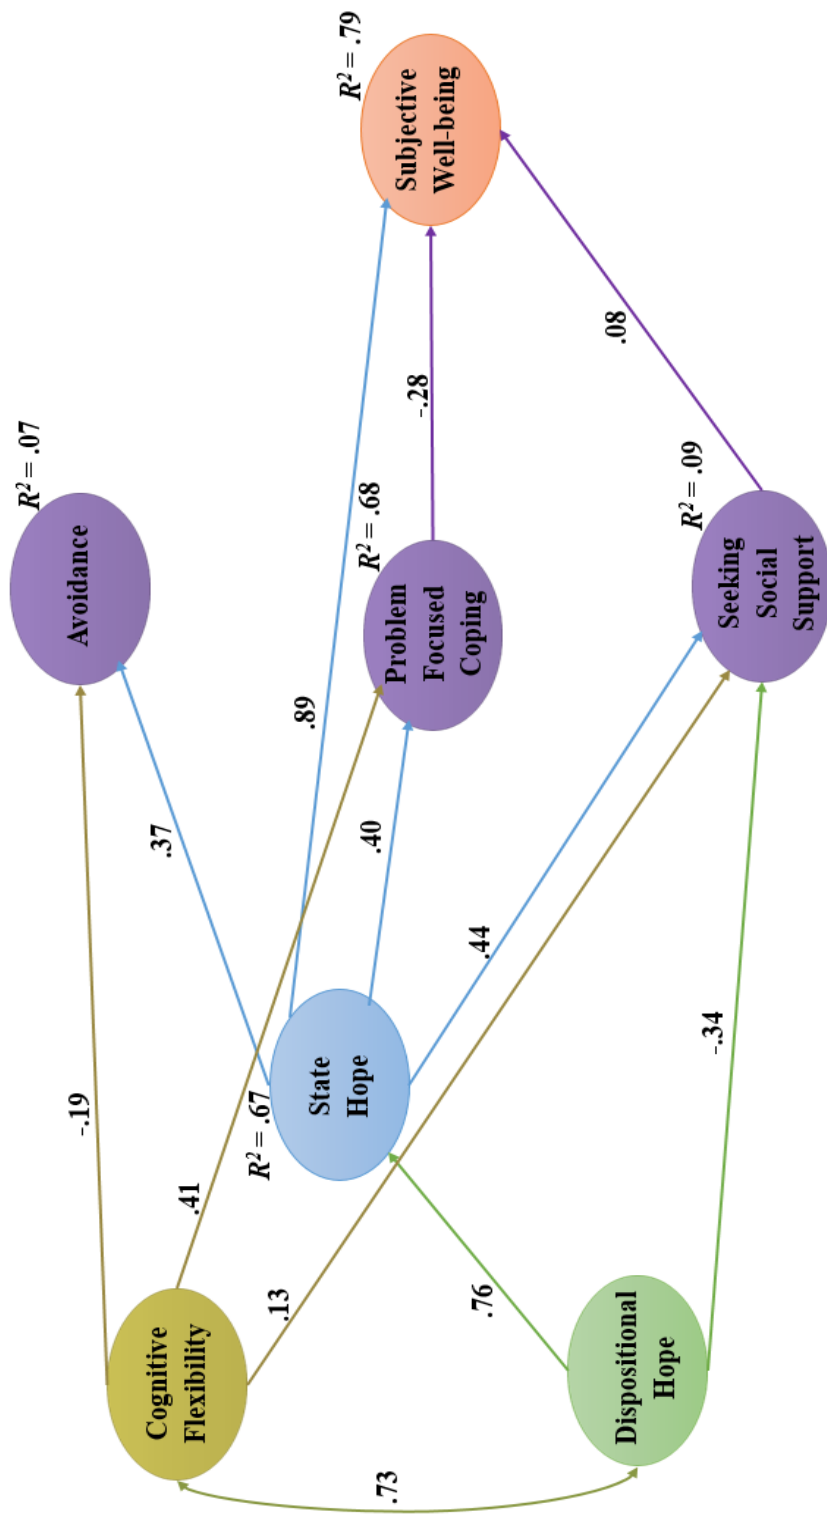 R² = .07
Avoidance
-.19
.37
Cognitive
Flexibility
.41
.13
.73
R² = .67
State
Hope
.89
.40
.44
R² = .68
Problem
Focused
Coping
-.28
R² = .79
Subjective
Well-being
.08
.76
Dispositional
Hope
-.34
R² = .09
Seeking
Social
Support